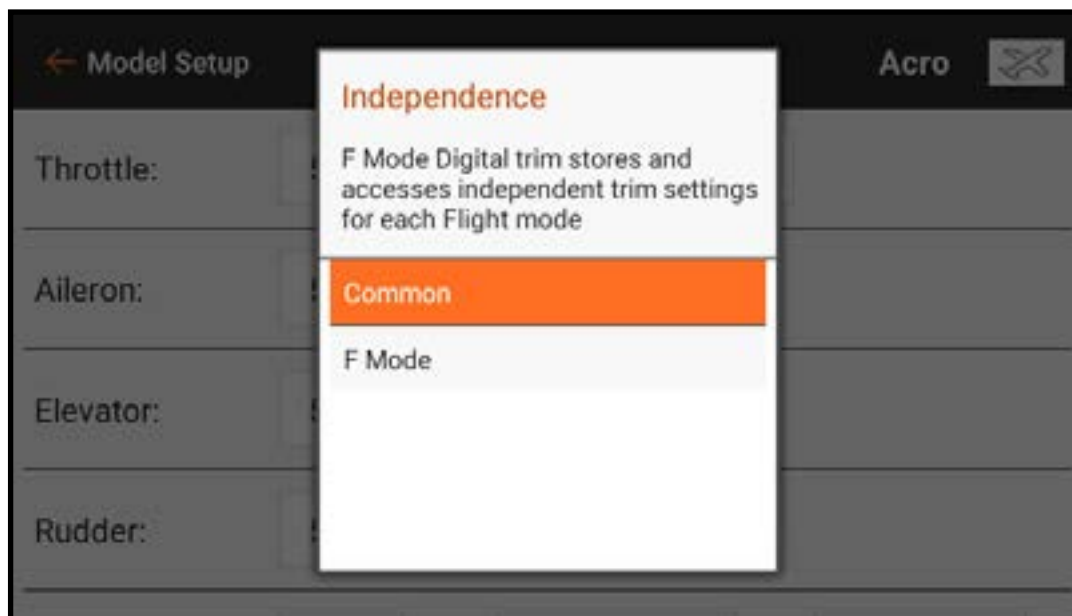 Model Setup
Acro
Independence
F Mode Digital trim stores and
accesses independent trim settings
for each Flight mode
Common
F Mode
Throttle:
Aileron:
Elevator:
Rudder: